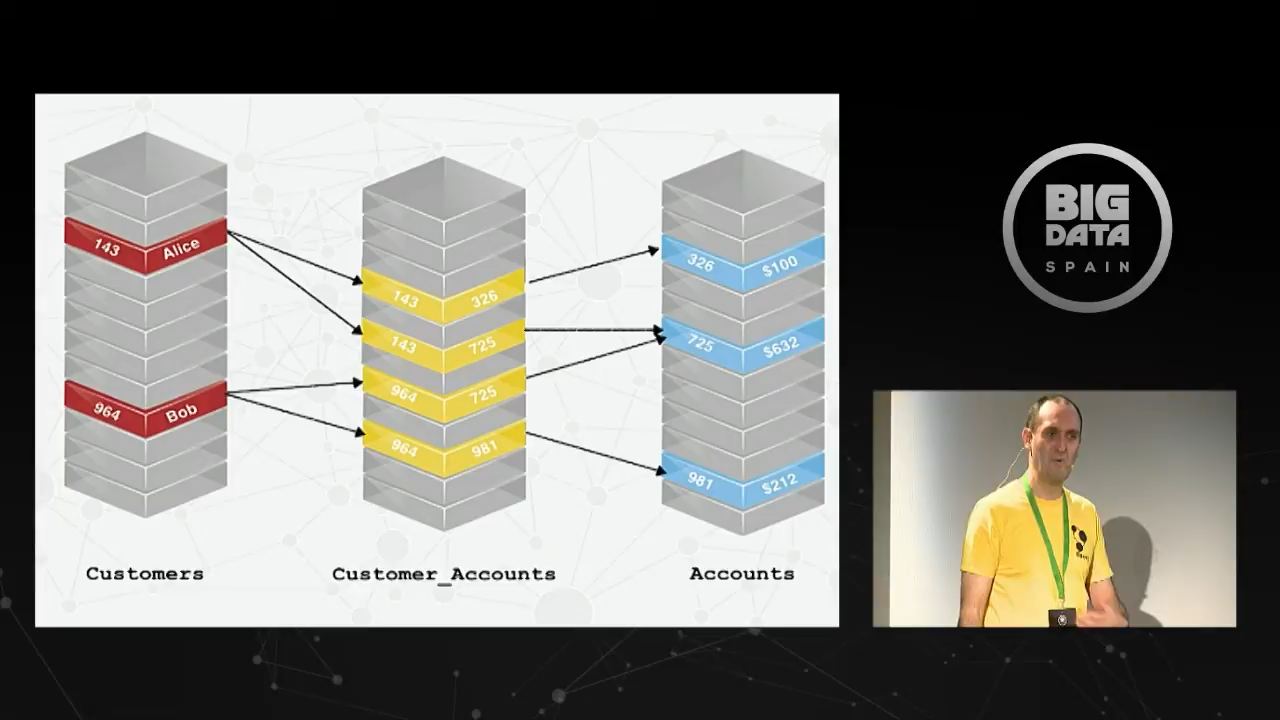 143 Alice
964 Bob
Customers
143 326
143 725
964 725
964 981
Customer_Accounts
326 $100
725 $632
981 $212
Accounts
BIG
DATA
SPAIN